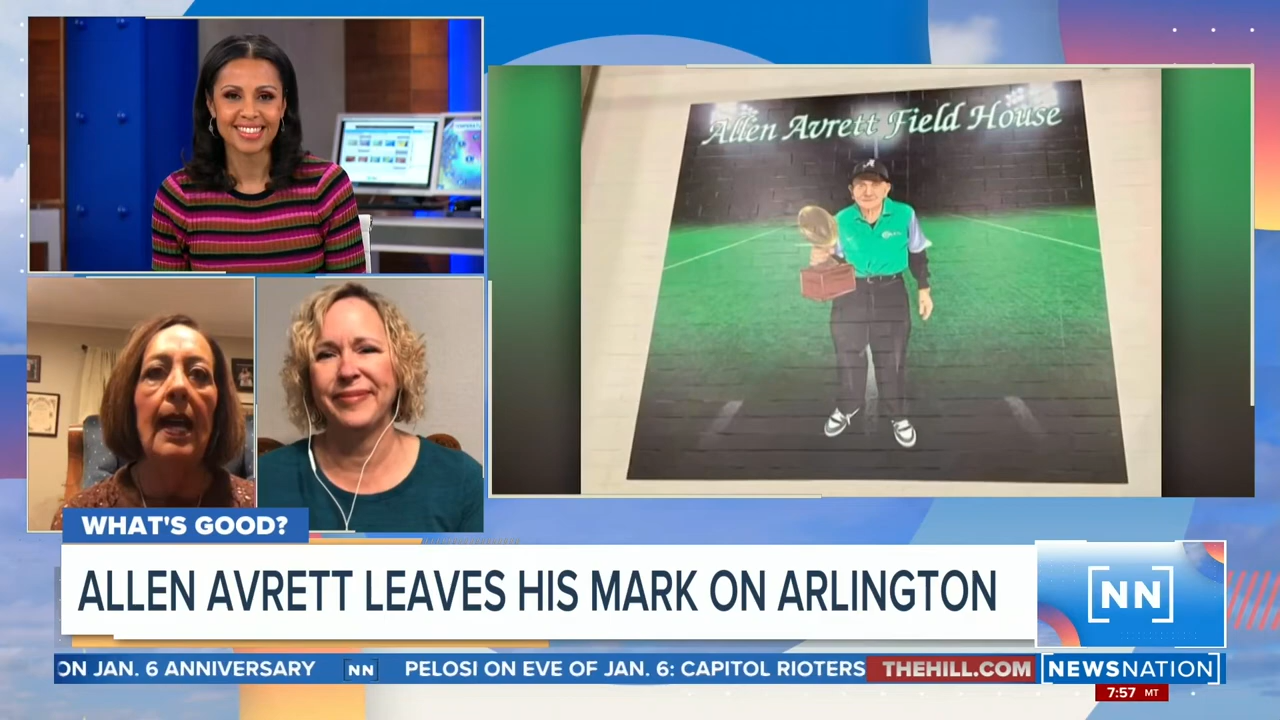 Allen Avrett Field House
WHAT'S GOOD?
ALLEN AVRETT LEAVES HIS MARK ON ARLINGTON
NN
ON JAN. 6 ANNIVERSARY NN PELOSI ON EVE OF JAN. 6: CAPITOL RIOTERS THEHILL.COM NEWSNATION
7:57 MT